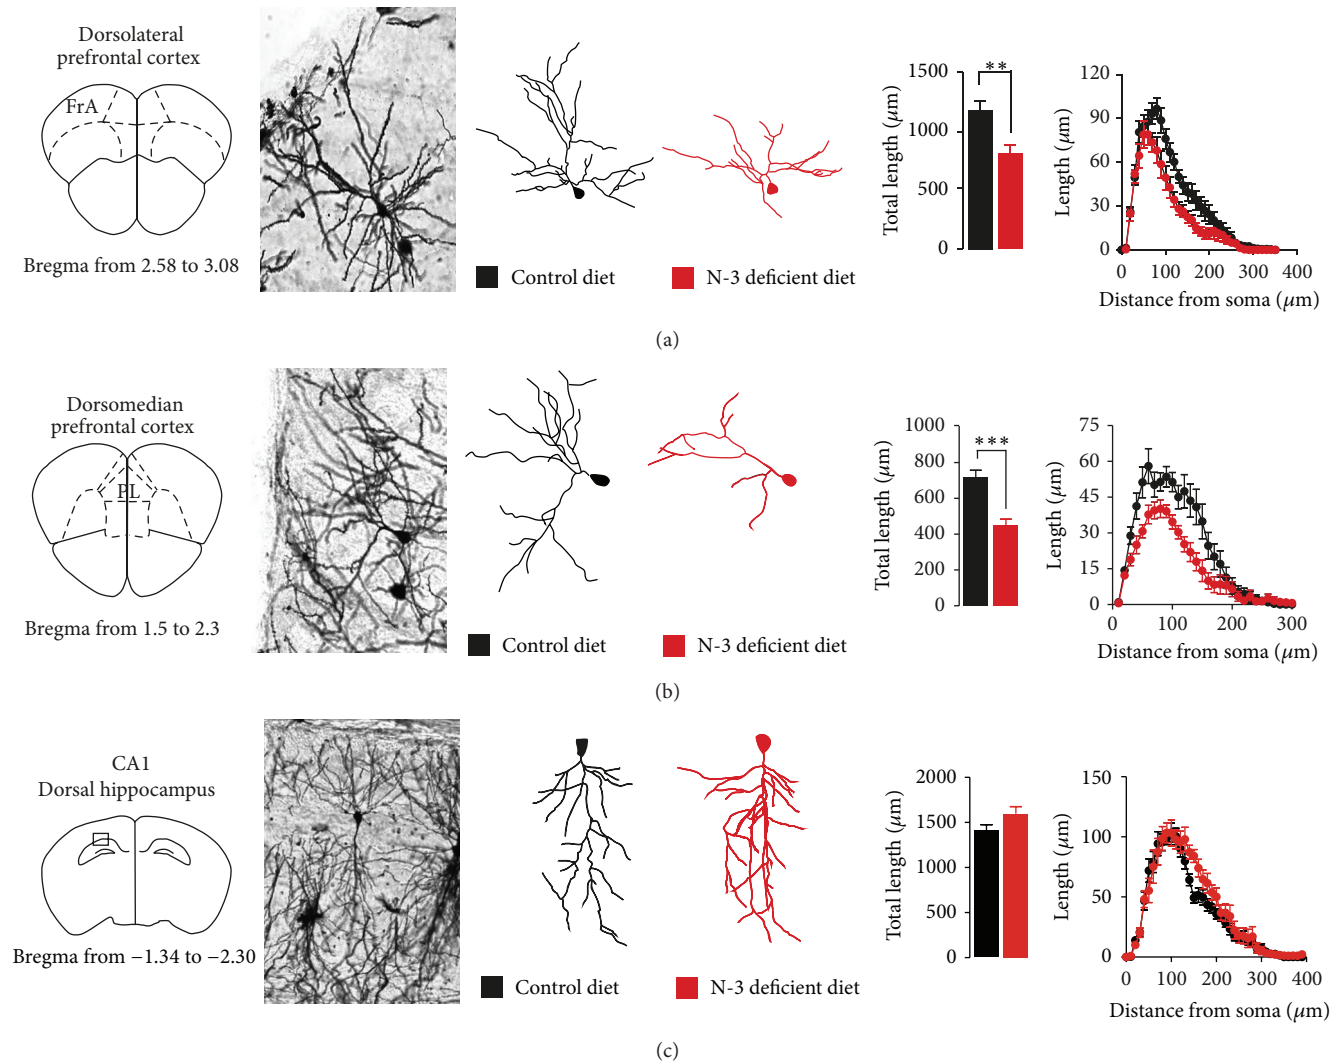 Dorsolateral
prefrontal cortex
FrA
Bregma from 2.58 to 3.08
Control diet
N-3 deficient diet
Total length (μm)
1500
1000
500
0
**
Length (μm)
120
90
60
30
0
0 100 200 300 400
Distance from soma (μm)
(a)
Dorsomedian
prefrontal cortex
PL
Bregma from 1.5 to 2.3
Control diet
N-3 deficient diet
Total length (μm)
1000
800
600
400
200
0
***
Length (μm)
75
60
45
30
15
0
0 100 200 300
Distance from soma (μm)
(b)
CA1
Dorsal hippocampus
Bregma from −1.34 to −2.30
Control diet
N-3 deficient diet
Total length (μm)
2000
1500
1000
500
0
Length (μm)
150
100
50
0
0 100 200 300 400
Distance from soma (μm)
(c)